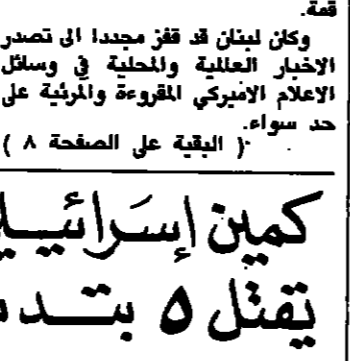 قمة.
وكان لبنان قد قفز مجددا الى تصدر
الاخبار العالمية والمحلية في وسائل
الاعلام الاميركي المقروءة والمرئية على
حد سواء.
( البقية على الصفحة ٨ )
كمين إسرائيلي
يقتل ٥ بتد